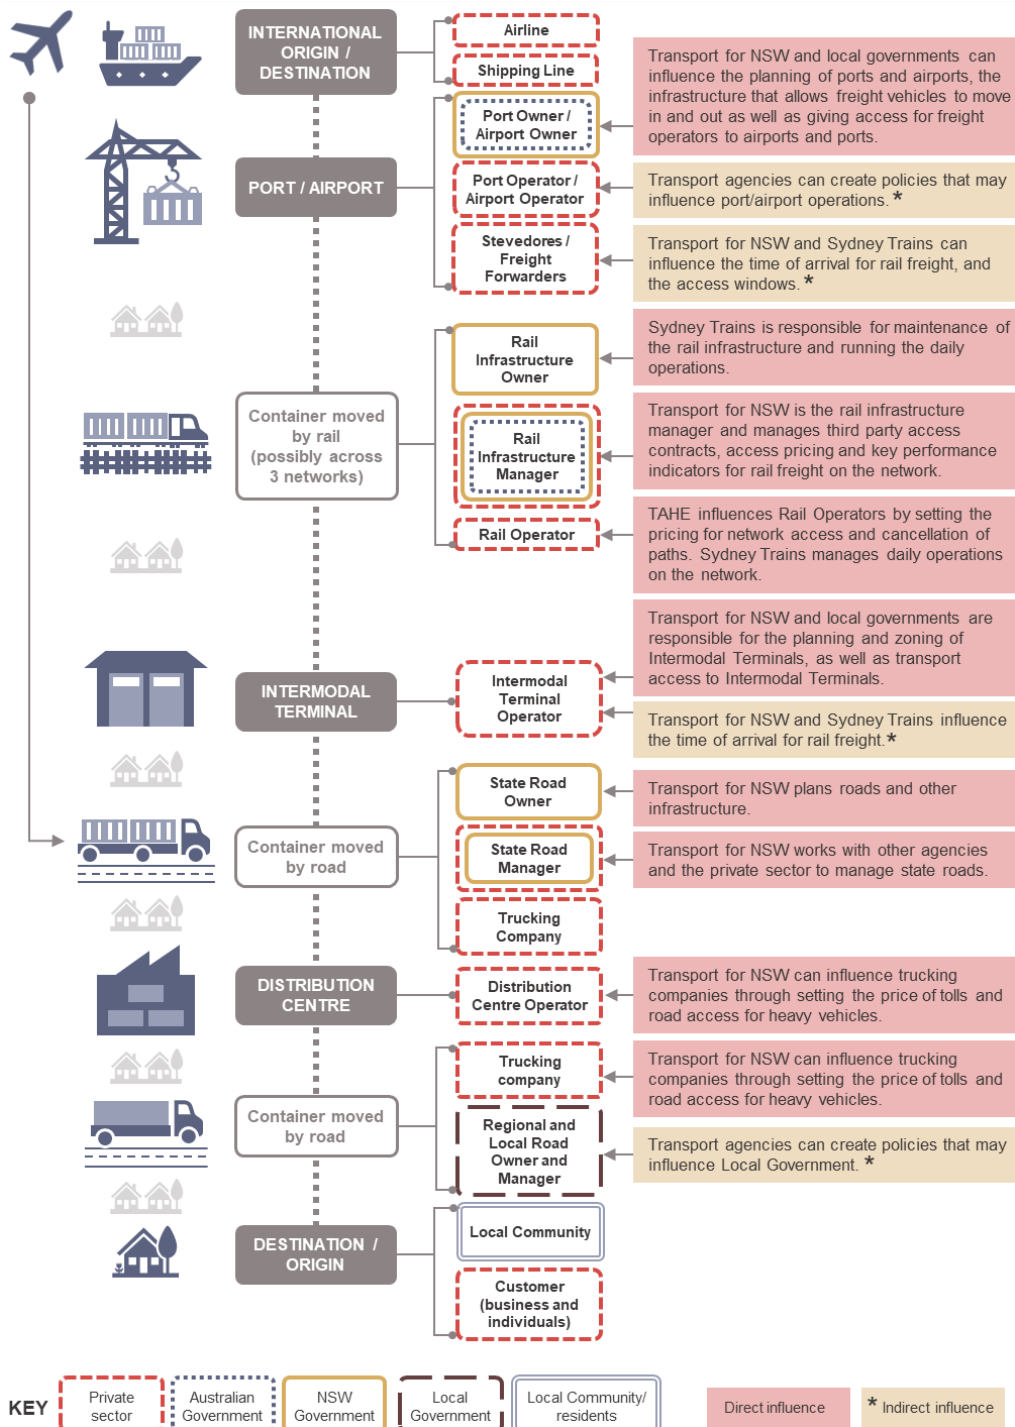 INTERNATIONAL
ORIGIN /
DESTINATION
Airline
Shipping Line
Port Owner /
Airport Owner
Transport for NSW and local governments can
influence the planning of ports and airports, the
infrastructure that allows freight vehicles to move
in and out as well as giving access for freight
operators to airports and ports.
PORT / AIRPORT
Port Operator /
Airport Operator
Transport agencies can create policies that may
influence port/airport operations. *
Stevedores /
Freight
Forwarders
Transport for NSW and Sydney Trains can
influence the time of arrival for rail freight, and
the access windows. *
Container moved
by rail
(possibly across
3 networks)
Rail
Infrastructure
Owner
Sydney Trains is responsible for maintenance of
the rail infrastructure and running the daily
operations.
Rail
Infrastructure
Manager
Transport for NSW is the rail infrastructure
manager and manages third party access
contracts, access pricing and key performance
indicators for rail freight on the network.
Rail Operator
TAHE influences Rail Operators by setting the
pricing for network access and cancellation of
paths. Sydney Trains manages daily operations
on the network.
INTERMODAL
TERMINAL
Intermodal
Terminal
Operator
Transport for NSW and local governments are
responsible for the planning and zoning of
Intermodal Terminals, as well as transport
access to Intermodal Terminals.
Transport for NSW and Sydney Trains influence
the time of arrival for rail freight. *
Container moved
by road
State Road
Owner
Transport for NSW plans roads and other
infrastructure.
State Road
Manager
Transport for NSW works with other agencies
and the private sector to manage state roads.
Trucking
Company
DISTRIBUTION
CENTRE
Distribution
Centre Operator
Transport for NSW can influence trucking
companies through setting the price of tolls and
road access for heavy vehicles.
Container moved
by road
Trucking
company
Transport for NSW can influence trucking
companies through setting the price of tolls and
road access for heavy vehicles.
Regional and
Local Road
Owner and
Manager
Transport agencies can create policies that may
influence Local Government. *
DESTINATION /
ORIGIN
Local Community
Customer
(business and
individuals)
KEY
Private
sector
Australian
Government
NSW
Government
Local
Government
Local Community/
residents
Direct influence
* Indirect influence